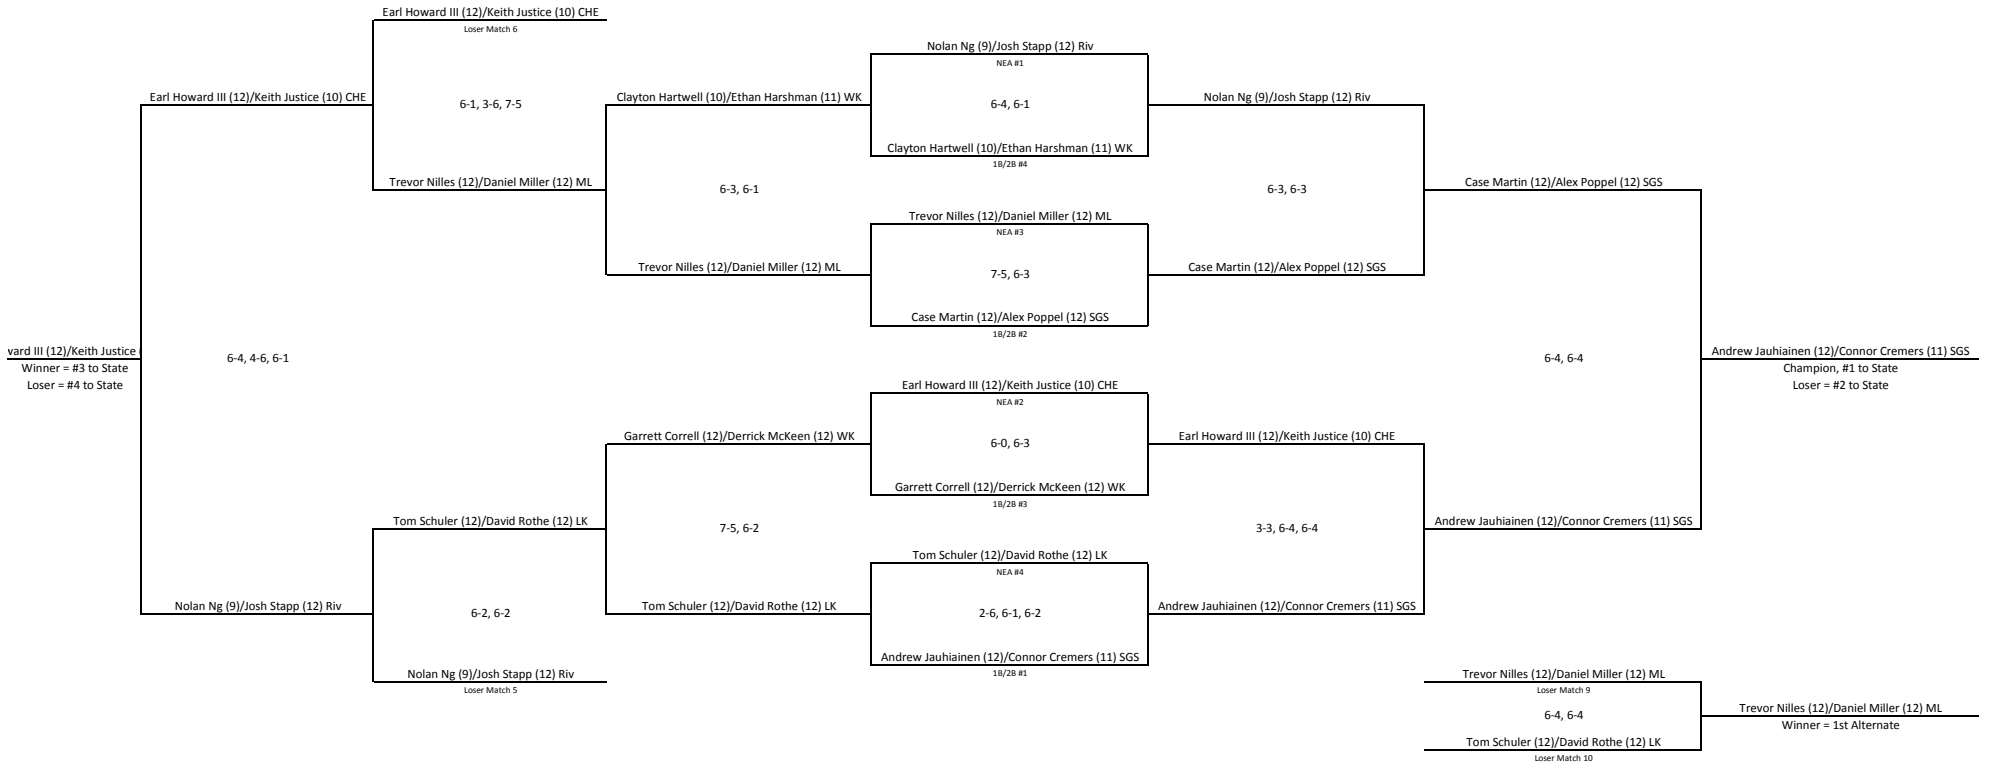 Earl Howard III (12)/Keith Justice (10) CHE
Loser Match 6
Nolan Ng (9)/Josh Stapp (12) Riv
NEA #1
Earl Howard III (12)/Keith Justice (10) CHE
6-1, 3-6, 7-5
Clayton Hartwell (10)/Ethan Harshman (11) WK
6-4, 6-1
Nolan Ng (9)/Josh Stapp (12) Riv
Clayton Hartwell (10)/Ethan Harshman (11) WK
1B/2B #4
Trevor Nilles (12)/Daniel Miller (12) ML
6-3, 6-1
6-3, 6-3
Case Martin (12)/Alex Poppel (12) SGS
Trevor Nilles (12)/Daniel Miller (12) ML
NEA #3
Trevor Nilles (12)/Daniel Miller (12) ML
7-5, 6-3
Case Martin (12)/Alex Poppel (12) SGS
Case Martin (12)/Alex Poppel (12) SGS
1B/2B #2
vard III (12)/Keith Justice (
Winner = #3 to State
Loser = #4 to State
6-4, 4-6, 6-1
6-4, 6-4
Andrew Jauhiainen (12)/Connor Cremers (11) SGS
Champion, #1 to State
Loser = #2 to State
Earl Howard III (12)/Keith Justice (10) CHE
NEA #2
Garrett Correll (12)/Derrick McKeen (12) WK
6-0, 6-3
Earl Howard III (12)/Keith Justice (10) CHE
Garrett Correll (12)/Derrick McKeen (12) WK
1B/2B #3
Tom Schuler (12)/David Rothe (12) LK
7-5, 6-2
3-3, 6-4, 6-4
Andrew Jauhiainen (12)/Connor Cremers (11) SGS
Tom Schuler (12)/David Rothe (12) LK
NEA #4
Nolan Ng (9)/Josh Stapp (12) Riv
6-2, 6-2
Tom Schuler (12)/David Rothe (12) LK
2-6, 6-1, 6-2
Andrew Jauhiainen (12)/Connor Cremers (11) SGS
Andrew Jauhiainen (12)/Connor Cremers (11) SGS
1B/2B #1
Nolan Ng (9)/Josh Stapp (12) Riv
Loser Match 5
Trevor Nilles (12)/Daniel Miller (12) ML
Loser Match 9
6-4, 6-4
Trevor Nilles (12)/Daniel Miller (12) ML
Winner = 1st Alternate
Tom Schuler (12)/David Rothe (12) LK
Loser Match 10